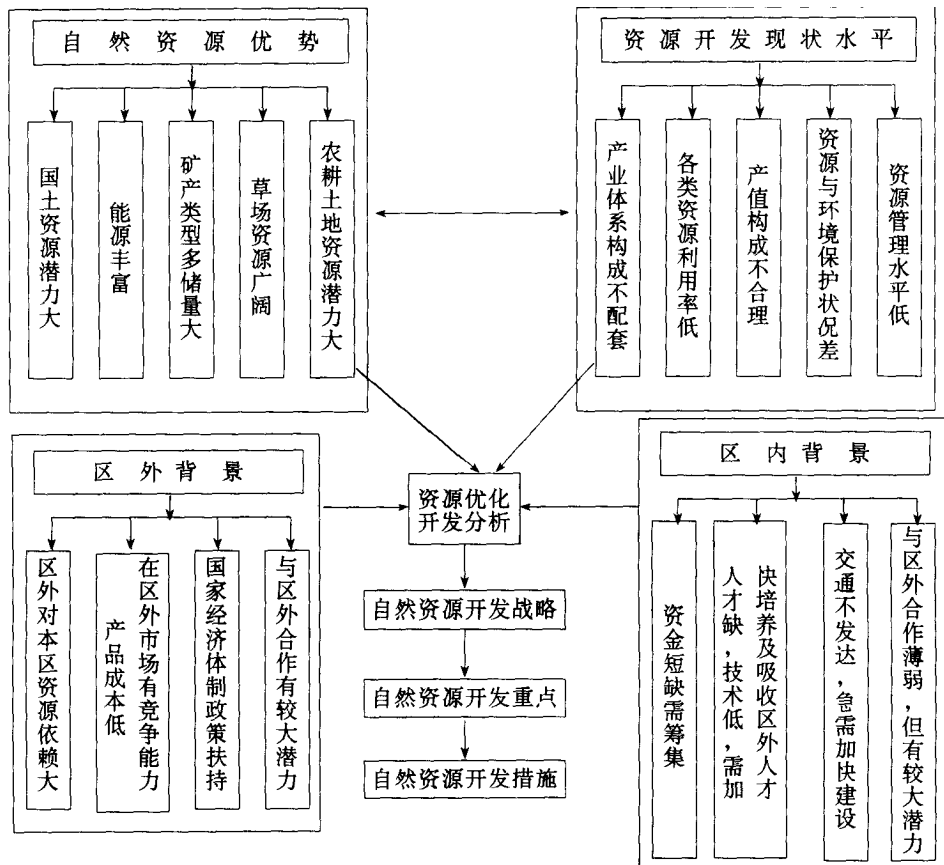 自然资源优势
国土资源潜力大
能源丰富
矿产类型多储量大
草场资源广阔
农耕土地资源潜力大
资源开发现状水平
产业体系构成不配套
各类资源利用率低
产值构成不合理
资源与环境保护状况差
资源管理水平低
区外背景
区外对本区资源依赖大
产品成本低
在区外市场有竞争能力
国家经济体制政策扶持
与区外合作有较大潜力
资源优化
开发分析
自然资源开发战略
自然资源开发重点
自然资源开发措施
区内背景
资金短缺需筹集
人才缺,技术低,需加
快培养及吸收区外人才
交通不发达,急需加快建设
与区外合作薄弱,但有较大潜力